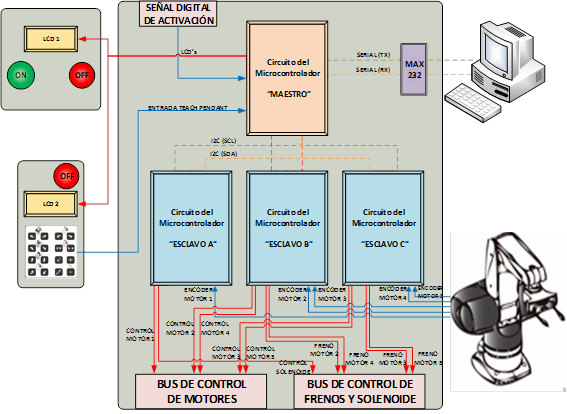 SEÑAL DIGITAL
DE ACTIVACIÓN
LCD 1
ON
OFF
LCD's
Circuito del
Microcontrolador
"MAESTRO"
SERIAL (TX)
SERIAL (RX)
MAX
232
ENTRADA TEACH PENDANT
I2C (SCL)
I2C (SDA)
OFF
LCD 2
Circuito del
Microcontrolador
"ESCLAVO A"
Circuito del
Microcontrolador
"ESCLAVO B"
Circuito del
Microcontrolador
"ESCLAVO C"
ENCODER
MOTOR 1
ENCODER
MOTOR 2
ENCODER
MOTOR 3
ENCODER
MOTOR 4
ENCODER
MOTOR 5
CONTROL
MOTOR 1
CONTROL
MOTOR 2
CONTROL
MOTOR 4
CONTROL
MOTOR 3
CONTROL
MOTOR 5
CONTROL
SOLENOIDE
FRENO
MOTOR 2
FRENO
MOTOR 4
FRENO
MOTOR 3
FRENO
MOTOR 5
BUS DE CONTROL
DE MOTORES
BUS DE CONTROL DE
FRENOS Y SOLENOIDE